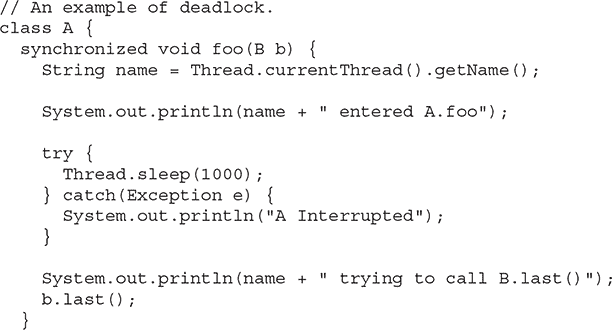 // An example of deadlock.
class A {
  synchronized void foo(B b) {
    String name = Thread.currentThread().getName();

    System.out.println(name + " entered A.foo");

    try {
      Thread.sleep(1000);
    } catch(Exception e) {
      System.out.println("A Interrupted");
    }

    System.out.println(name + " trying to call B.last()");
    b.last();
  }